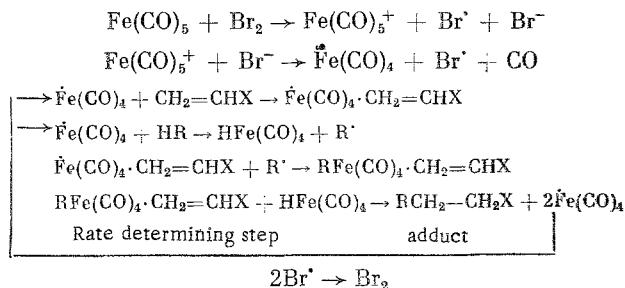 Fe(CO)₅ + Br₂ → Fe(CO)₅⁺ + Br˙ + Br⁻
Fe(CO)₅⁺ + Br⁻ → Ḟe(CO)₄ + Br˙ + CO
→ Ḟe(CO)₄ + CH₂=CHX → Ḟe(CO)₄·CH₂=CHX
→ Ḟe(CO)₄ + HR → HFe(CO)₄ + R˙
Ḟe(CO)₄·CH₂=CHX + R˙ → RFe(CO)₄·CH₂=CHX
RFe(CO)₄·CH₂=CHX + HFe(CO)₄ → RCH₂—CH₂X + 2Ḟe(CO)₄
Rate determining step adduct
2Br˙ → Br₂